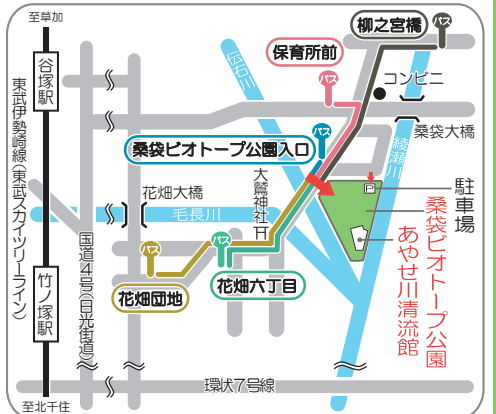 至草加
谷塚駅
東武伊勢崎線(東武スカイツリーライン)
竹ノ塚駅
至北千住
国道4号(日光街道)
環状7号線
花畑大橋
毛長川
伝右川
綾瀬川
大鷲神社
柳之宮橋
バス
保育所前
バス
コンビニ
桑袋大橋
桑袋ビオトープ公園入口
バス
花畑団地
バス
花畑六丁目
バス
P
駐車場
桑袋ビオトープ公園
あやせ川清流館